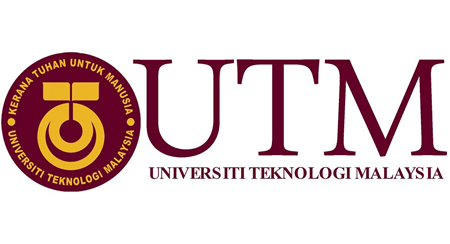 KERANA TUHAN UNTUK MANUSIA
UNIVERSITI TEKNOLOGI MALAYSIA
UTM
UNIVERSITI TEKNOLOGI MALAYSIA